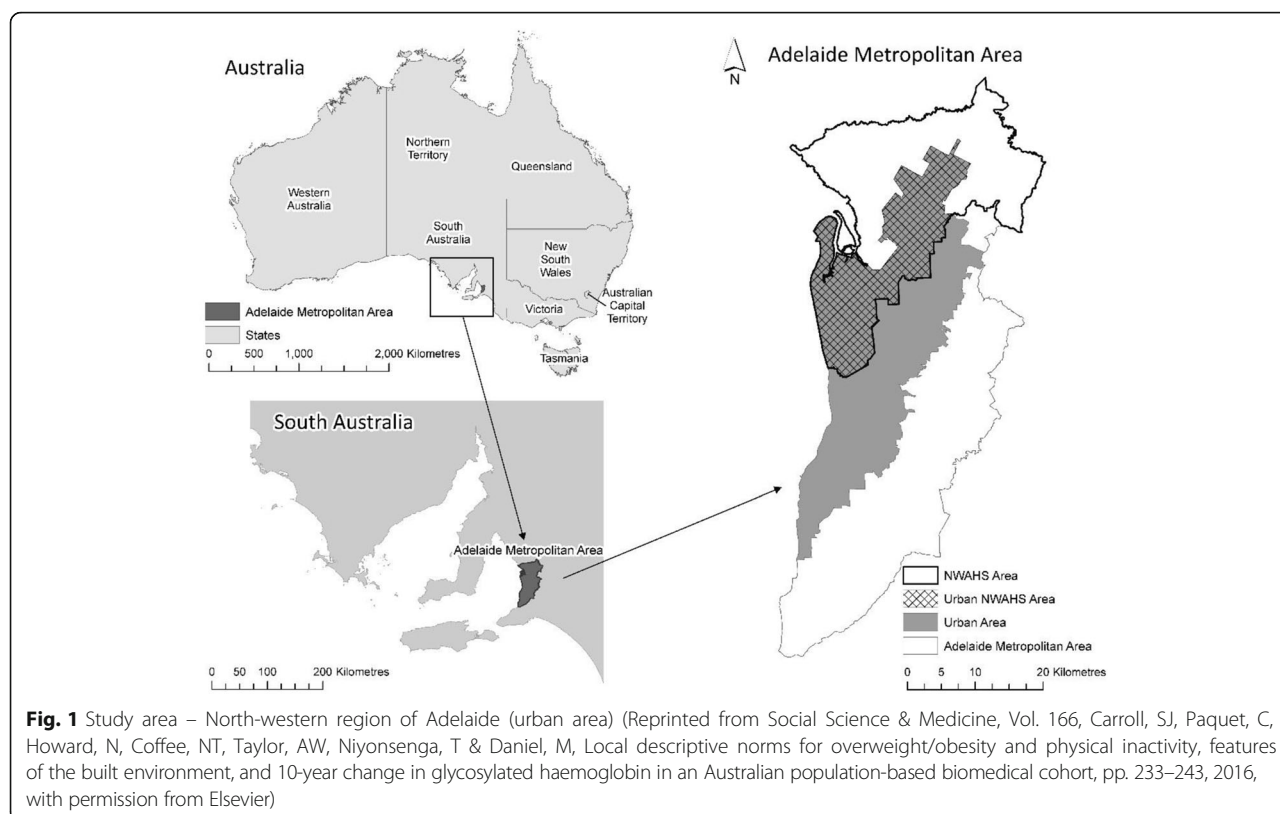 Australia
Northern
Territory
Queensland
Western
Australia
South
Australia
New
South
Wales
Australian
Capital
Territory
Victoria
Tasmania
Adelaide Metropolitan Area
States
0 500 1,000 2,000 Kilometres
South Australia
Adelaide Metropolitan Area
0 50 100 200 Kilometres
N
Adelaide Metropolitan Area
NWAHS Area
Urban NWAHS Area
Urban Area
Adelaide Metropolitan Area
0 5 10 20 Kilometres
Fig. 1 Study area – North-western region of Adelaide (urban area) (Reprinted from Social Science & Medicine, Vol. 166, Carroll, SJ, Paquet, C,
Howard, N, Coffee, NT, Taylor, AW, Niyonsenga, T & Daniel, M, Local descriptive norms for overweight/obesity and physical inactivity, features
of the built environment, and 10-year change in glycosylated haemoglobin in an Australian population-based biomedical cohort, pp. 233–243, 2016,
with permission from Elsevier)